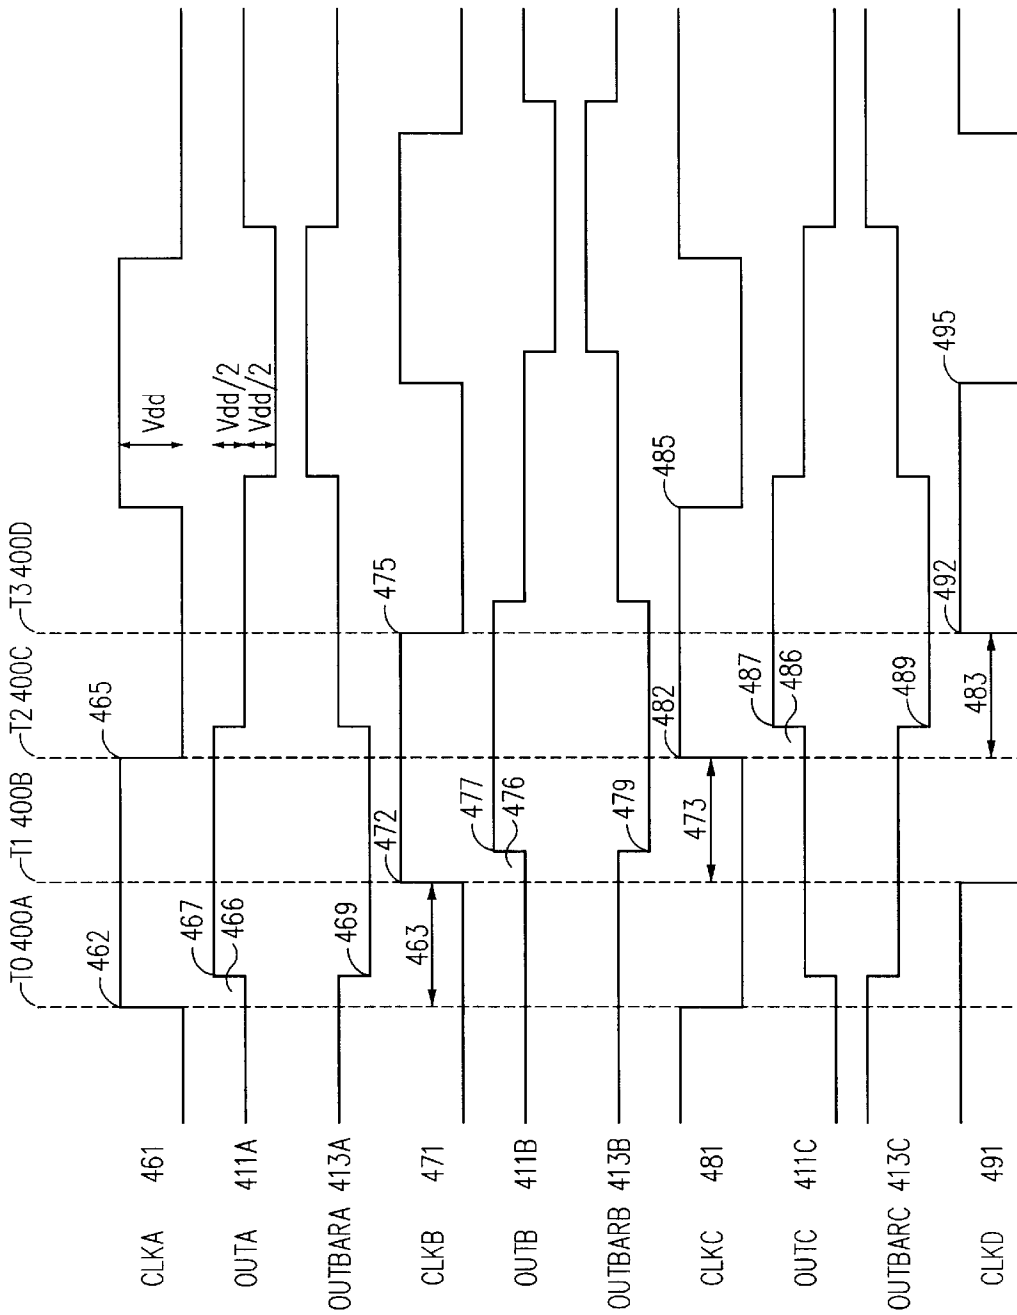 T0 400A
T1 400B
T2 400C
T3 400D
CLKA 461
462
465
Vdd
OUTA 411A
467
466
Vdd/2
Vdd/2
OUTBARA 413A
469
CLKB 471
463
472
475
OUTB 411B
477
476
OUTBARB 413B
479
CLKC 481
473
482
485
OUTC 411C
487
486
OUTBARC 413C
489
CLKD 491
483
492
495